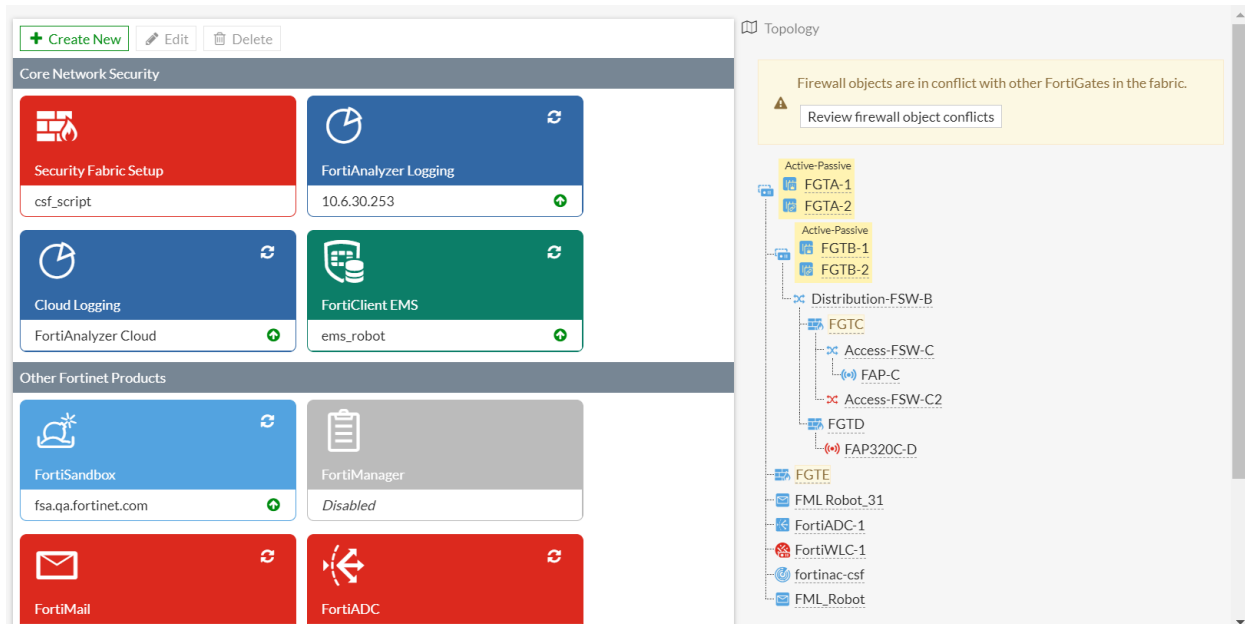 Create New
Edit
Delete
Core Network Security
Security Fabric Setup
csf_script
FortiAnalyzer Logging
10.6.30.253
Cloud Logging
FortiAnalyzer Cloud
FortiClient EMS
ems_robot
Other Fortinet Products
FortiSandbox
fsa.qa.fortinet.com
FortiManager
Disabled
FortiMail
FortiADC
Topology
Firewall objects are in conflict with other FortiGates in the fabric.
Review firewall object conflicts
Active-Passive
FGTA-1
FGTA-2
Active-Passive
FGTB-1
FGTB-2
Distribution-FSW-B
FGTC
Access-FSW-C
FAP-C
Access-FSW-C2
FGTD
FAP320C-D
FGTE
FML Robot_31
FortiADC-1
FortiWLC-1
fortinac-csf
FML_Robot